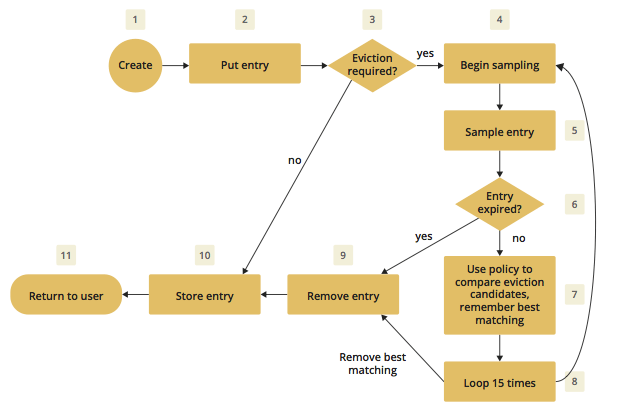 1
2
3
4
Create
Put entry
Eviction
required?
yes
Begin sampling
Sample entry
5
no
Entry
expired?
6
yes
no
11
10
9
Return to user
Store entry
Remove entry
Use policy to
compare eviction
candidates,
remember best
matching
7
Remove best
matching
Loop 15 times
8